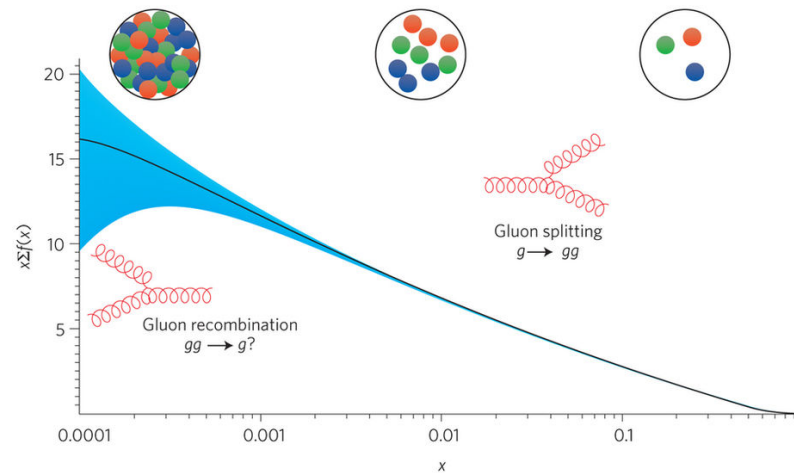 20
15
10
5
xΣf(x)
Gluon splitting
g → gg
Gluon recombination
gg → g?
0.0001
0.001
0.01
0.1
x